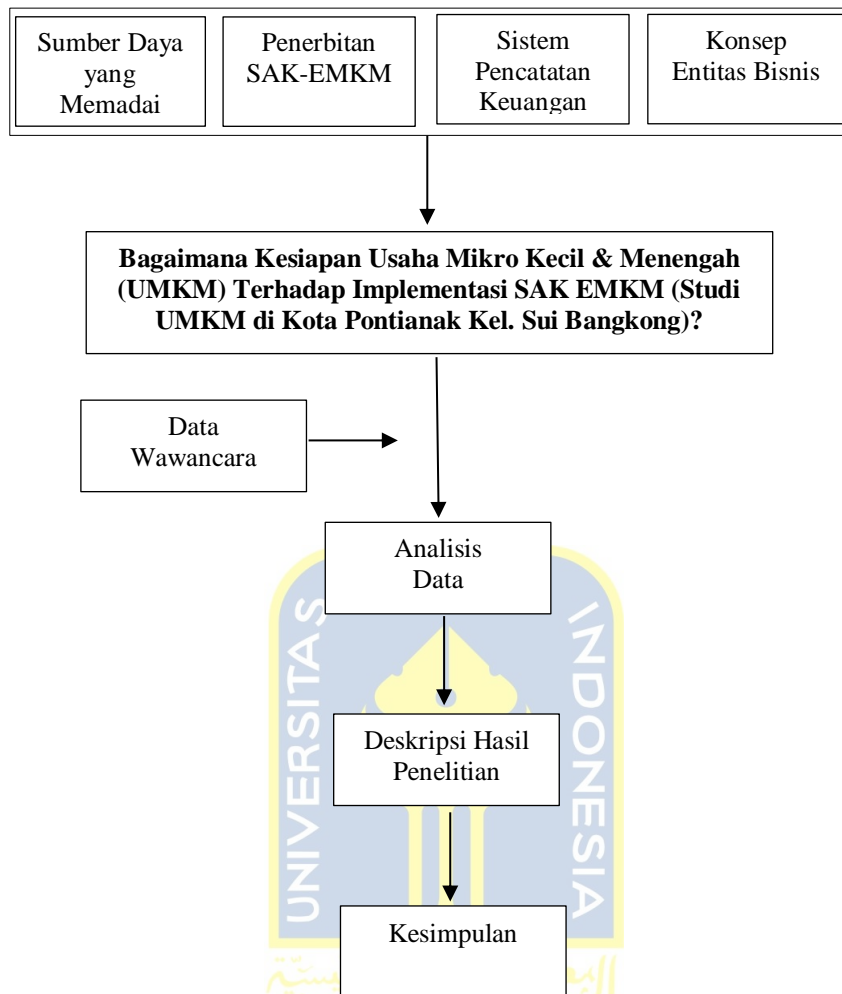 Sumber Daya
yang
Memadai
Penerbitan
SAK-EMKM
Sistem
Pencatatan
Keuangan
Konsep
Entitas Bisnis
Bagaimana Kesiapan Usaha Mikro Kecil & Menengah
(UMKM) Terhadap Implementasi SAK EMKM (Studi
UMKM di Kota Pontianak Kel. Sui Bangkong)?
Data
Wawancara
Analisis
Data
Deskripsi Hasil
Penelitian
Kesimpulan
UNIVERSITAS
INDONESIA